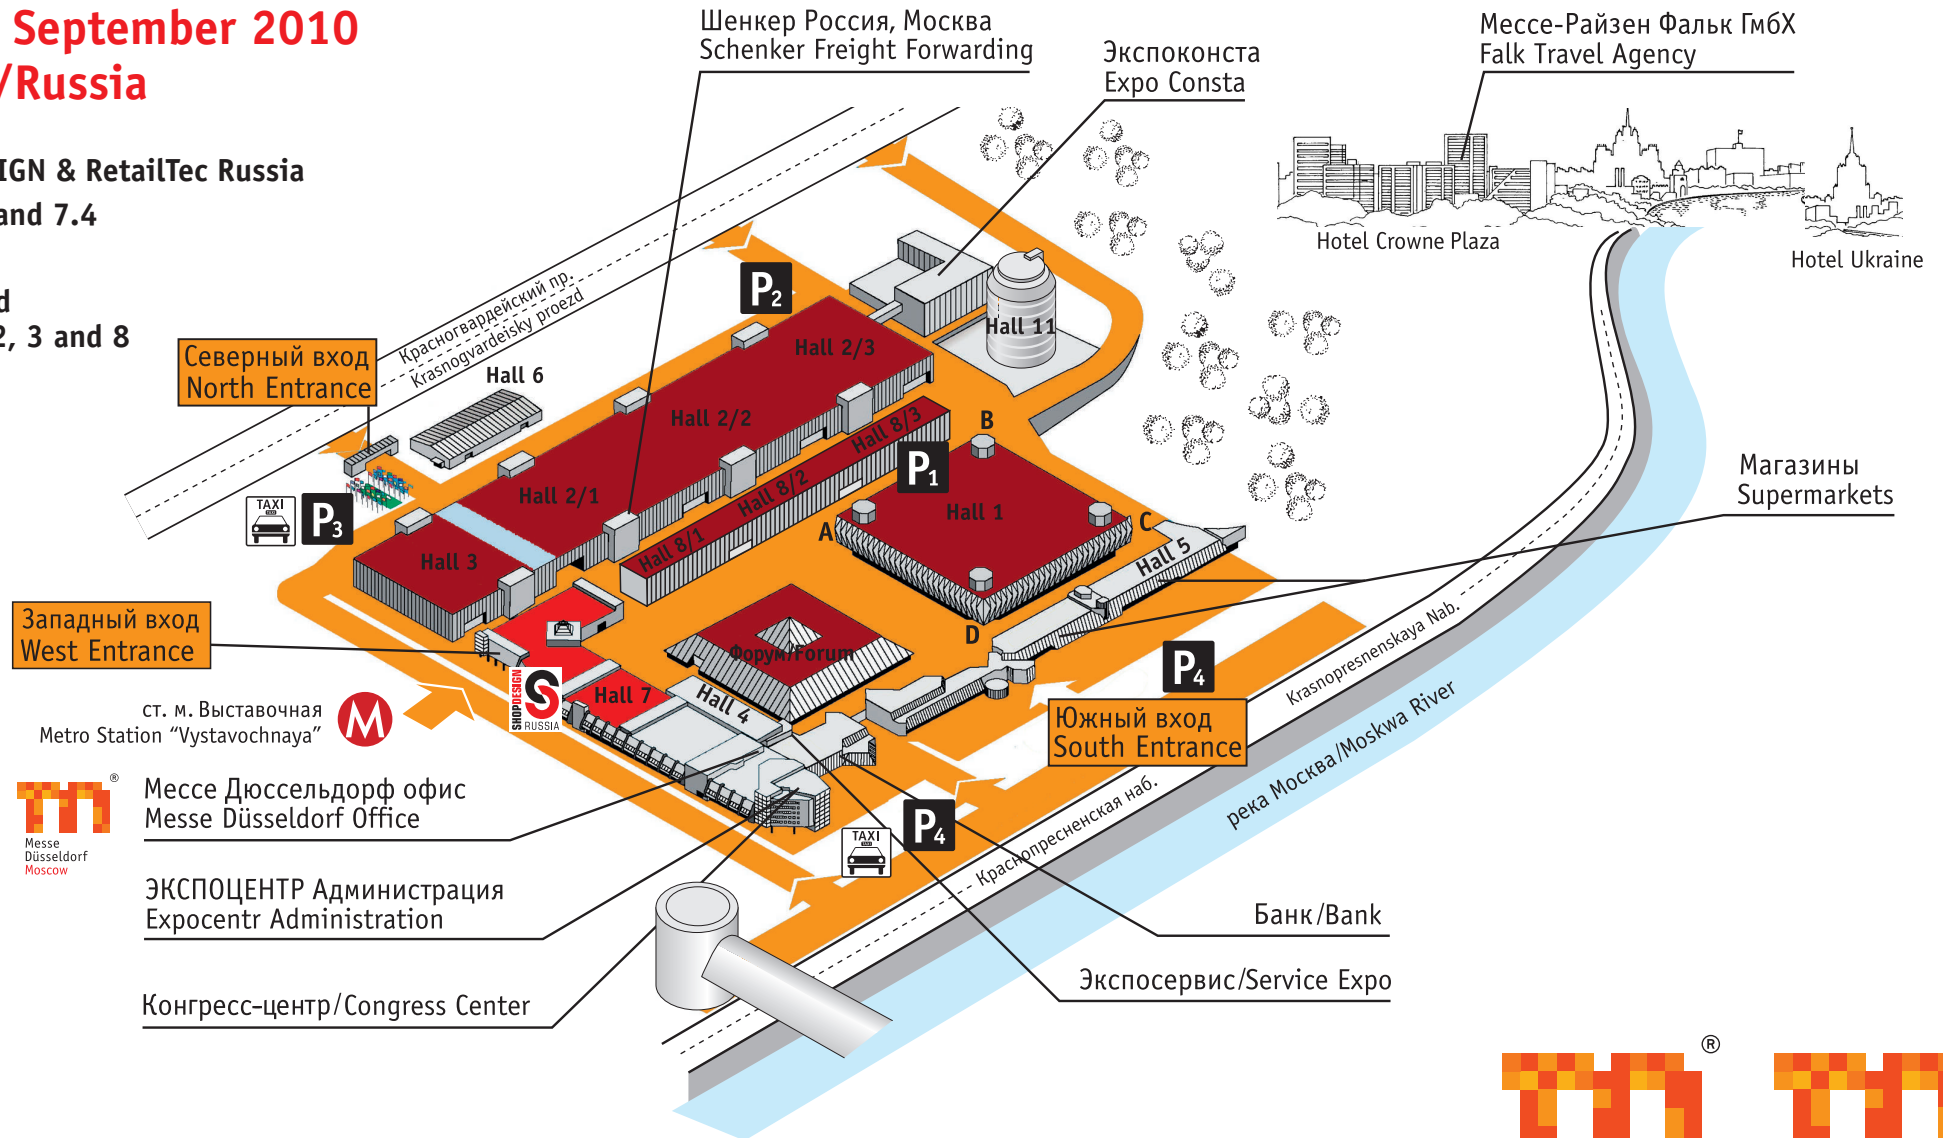 September 2010
/Russia
IGN & RetailTec Russia
and 7.4
d
2, 3 and 8
Шенкер Россия, Москва
Schenker Freight Forwarding
Экспоконста
Expo Consta
Мессе-Райзен Фальк ГмбХ
Falk Travel Agency
Hotel Crowne Plaza
Hotel Ukraine
Красногвардейский пр.
Krasnogvardeisky proezd
P2
Hall 11
Hall 2/3
Северный вход
North Entrance
Hall 6
Hall 2/2
Hall 8/3
B
P1
Магазины
Supermarkets
Hall 2/1
Hall 8/2
Hall 1
TAXI
TAXI
P3
A
C
Hall 3
Hall 8/1
Hall 5
Западный вход
West Entrance
D
Форум/Forum
P4
Krasnopresnenskaya Nab.
SHOPDESIGN
RUSSIA
Hall 7
Hall 4
ст. м. Выставочная
Metro Station “Vystavochnaya”
M
Южный вход
South Entrance
река Москва/Moskwa River
®
Messe
Düsseldorf
Moscow
Мессе Дюссельдорф офис
Messe Düsseldorf Office
TAXI
P4
Краснопресненская наб.
ЭКСПОЦЕНТР Администрация
Expocentr Administration
Банк/Bank
Экспосервис/Service Expo
Конгресс-центр/Congress Center
®